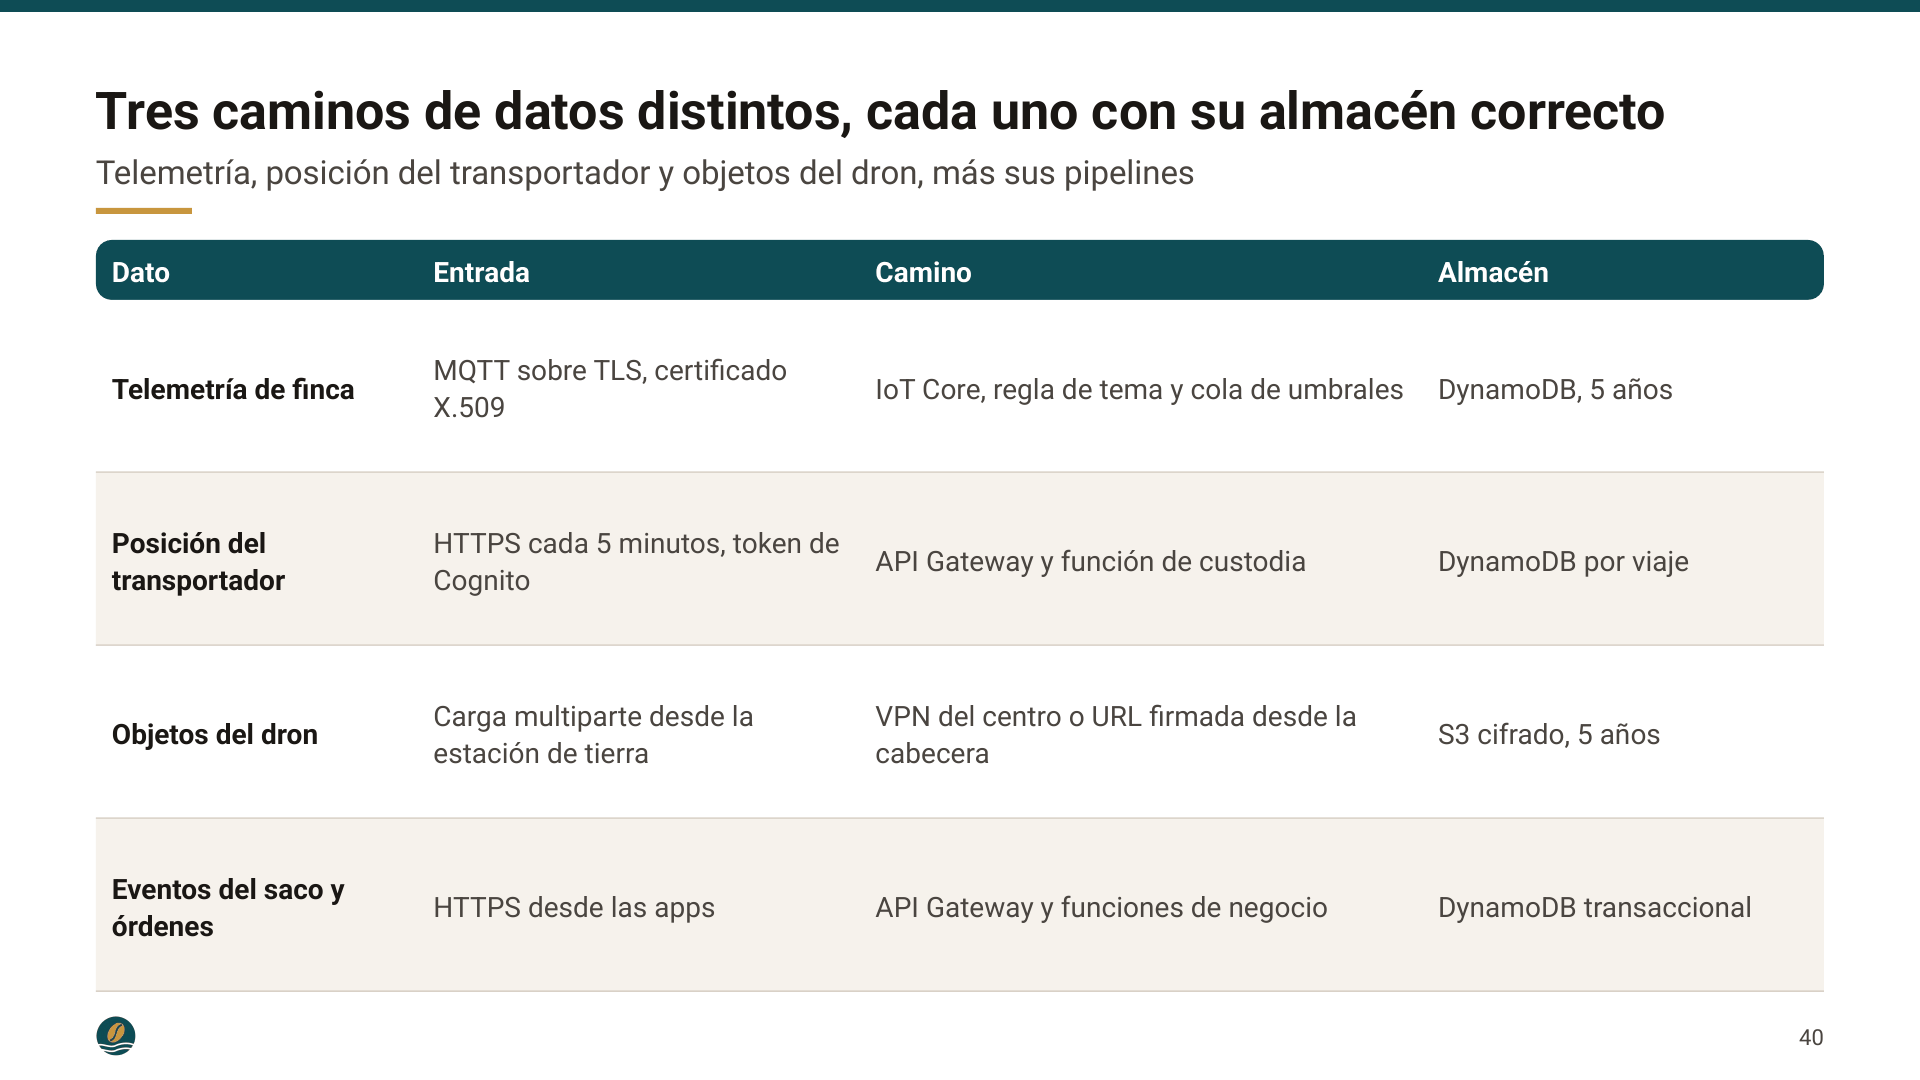 Tres caminos de datos distintos, cada uno con su almacén correcto
Telemetría, posición del transportador y objetos del dron, más sus pipelines
Dato Entrada Camino Almacén
Telemetría de finca
MQTT sobre TLS, certificado
X.509
IoT Core, regla de tema y cola de umbrales
DynamoDB, 5 años
Posición del
transportador
HTTPS cada 5 minutos, token de
Cognito
API Gateway y función de custodia
DynamoDB por viaje
Objetos del dron
Carga multiparte desde la
estación de tierra
VPN del centro o URL firmada desde la
cabecera
S3 cifrado, 5 años
Eventos del saco y
órdenes
HTTPS desde las apps
API Gateway y funciones de negocio
DynamoDB transaccional
40